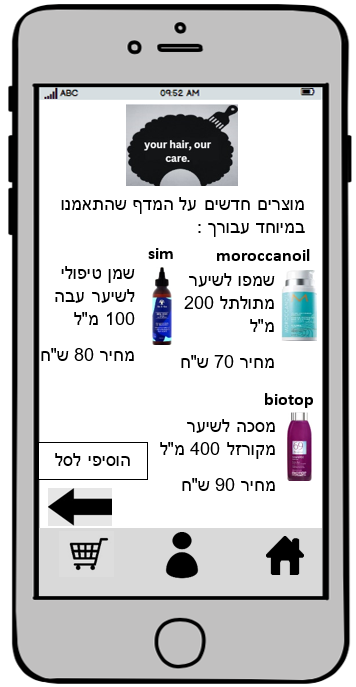 ABC
09:52 AM
your hair, our
care.
מוצרים חדשים על המדף שהתאמנו
במיוחד עבורך :
moroccanoil
שמפו לשיער
מתולתל 200
מ"ל
מחיר 70 ש"ח
sim
שמן טיפולי
לשיער עבה
100 מ"ל
מחיר 80 ש"ח
biotop
מסכה לשיער
מקורזל 400 מ"ל
מחיר 90 ש"ח
הוסיפי לסל